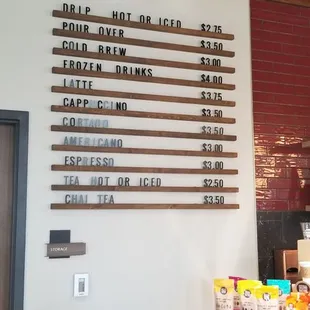 DRIP HOT OR ICED $2.75
POUR OVER $3.50
COLD BREW $3.00
FROZEN DRINKS $4.00
LATTE $3.75
CAPPUCCINO $3.50
CORTADO $3.50
AMERICANO $3.00
ESPRESSO $3.00
TEA HOT OR ICED $2.50
CHAI TEA $3.50
STORAGE